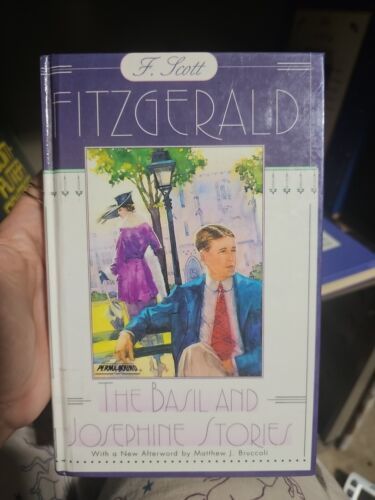 F. Scott
FITZGERALD
PERMA-BOUND
THE BASIL AND
JOSEPHINE STORIES
With a New Afterword by Matthew J. Bruccoli